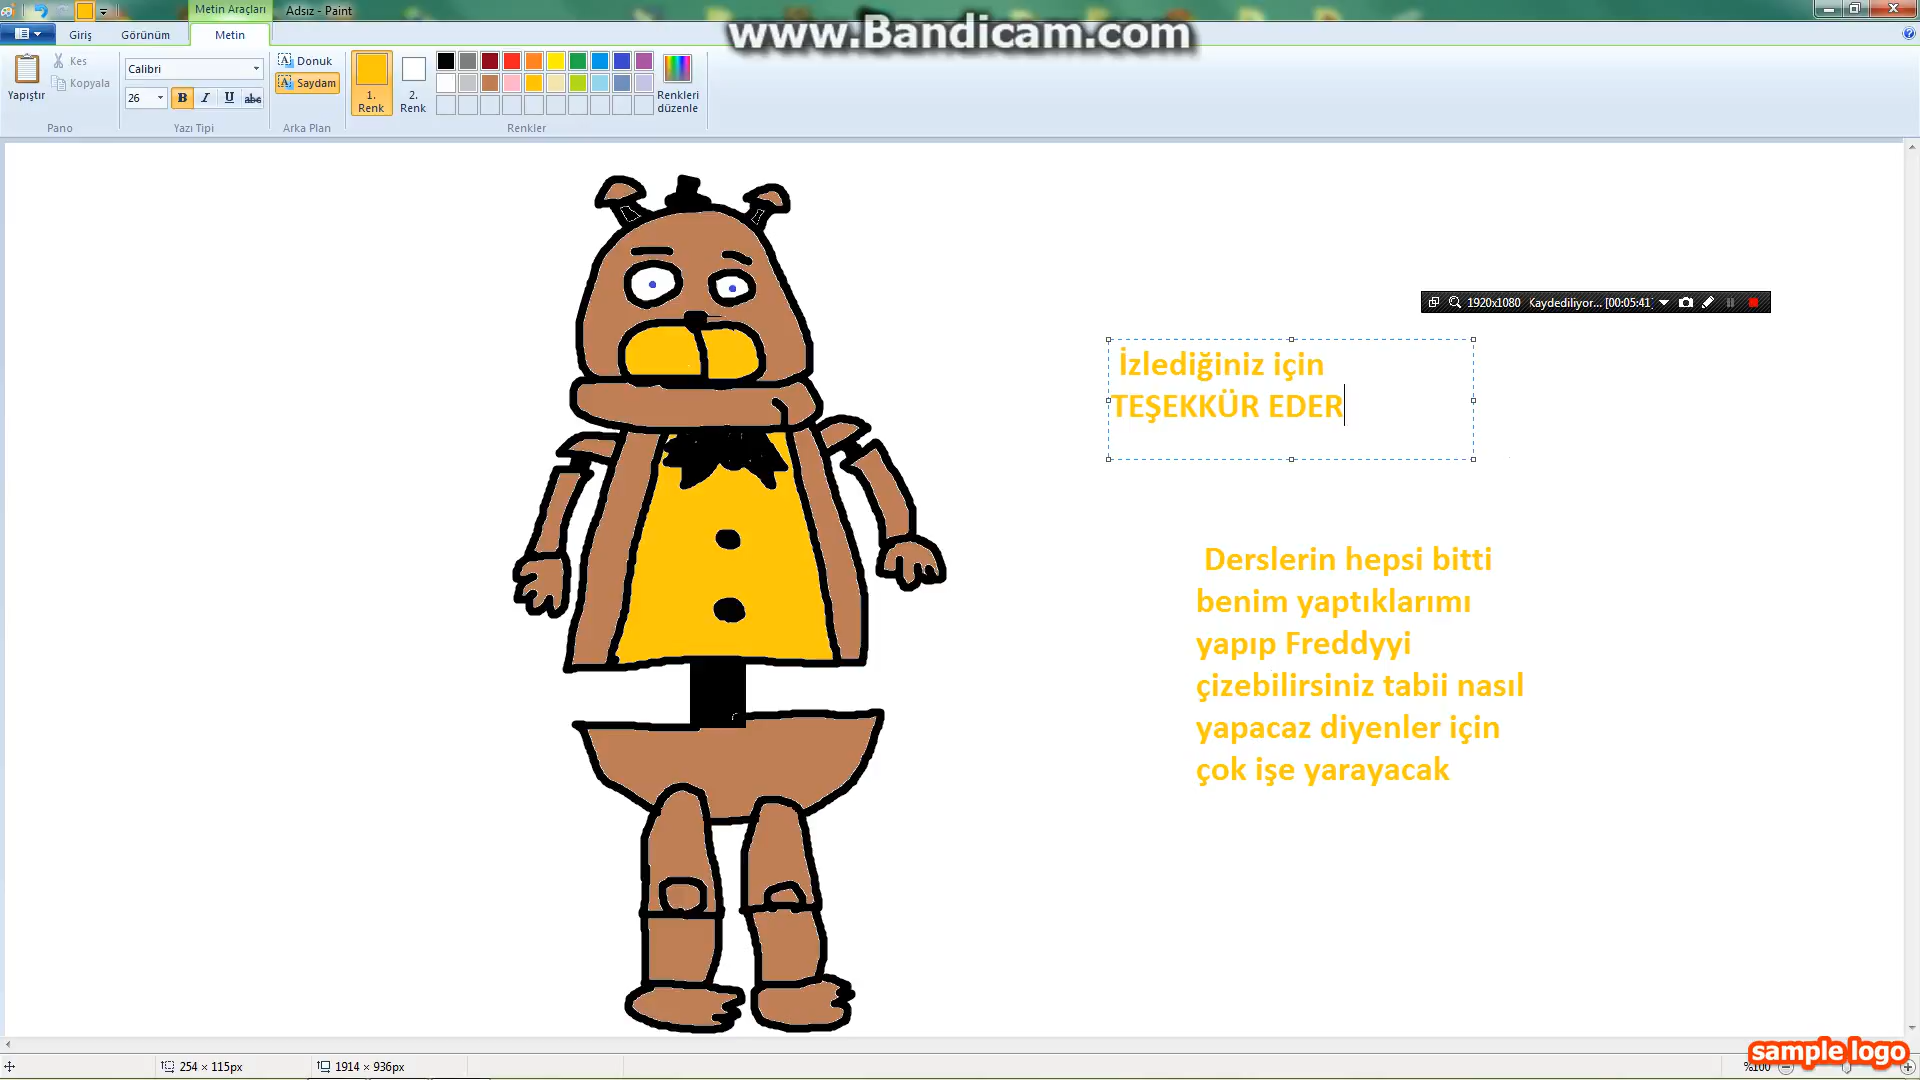 Metin Araçları
Adsız - Paint
www.Bandicam.com
Giriş
Görünüm
Metin
Yapıştır
Kes
Kopyala
Pano
Calibri
26
Yazı Tipi
Donuk
Saydam
Arka Plan
1.
Renk
2.
Renk
Renkler
Renkleri
düzenle
1920x1080 Kaydediliyor... [00:05:41]
İzlediğiniz için
TEŞEKKÜR EDER
Derslerin hepsi bitti
benim yaptıklarımı
yapıp Freddyyi
çizebilirsiniz tabii nasıl
yapacaz diyenler için
çok işe yarayacak
254 × 115px
1914 × 936px
%100
sample logo